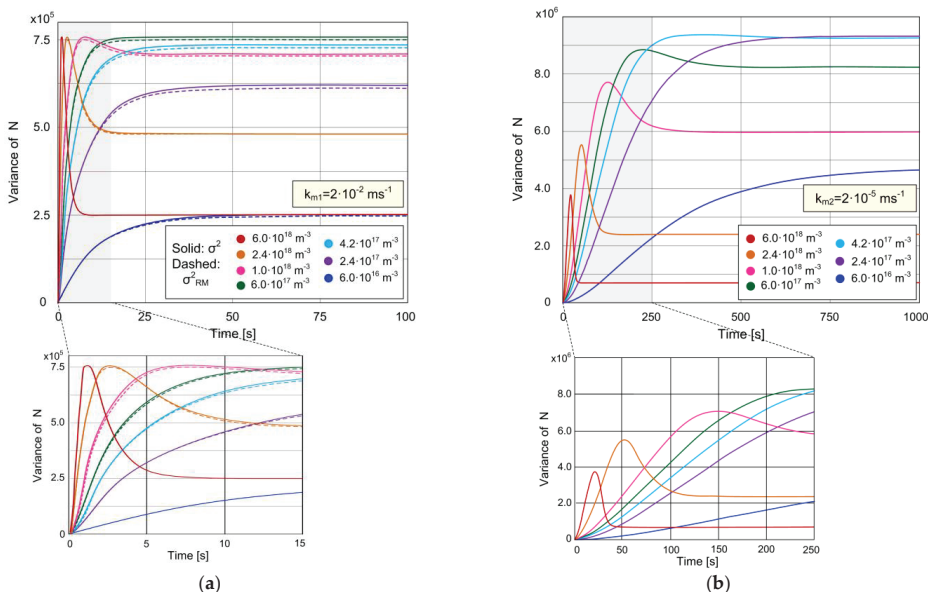 x10⁵
7.5
5.0
2.5
0
Variance of N
0
25
50
75
100
Time [s]
k_m1=2·10⁻² ms⁻¹
Solid: σ²
Dashed:
σ²_RM
6.0·10¹⁸ m⁻³
2.4·10¹⁸ m⁻³
1.0·10¹⁸ m⁻³
6.0·10¹⁷ m⁻³
4.2·10¹⁷ m⁻³
2.4·10¹⁷ m⁻³
6.0·10¹⁶ m⁻³
x10⁵
7.5
5.0
2.5
0
Variance of N
0
5
10
15
Time [s]
(a)
x10⁶
8.0
6.0
4.0
2.0
0
Variance of N
0
250
500
750
1000
Time [s]
k_m2=2·10⁻⁵ ms⁻¹
6.0·10¹⁸ m⁻³
2.4·10¹⁸ m⁻³
1.0·10¹⁸ m⁻³
6.0·10¹⁷ m⁻³
4.2·10¹⁷ m⁻³
2.4·10¹⁷ m⁻³
6.0·10¹⁶ m⁻³
x10⁶
8.0
6.0
4.0
2.0
0
Variance of N
0
50
100
150
200
250
Time [s]
(b)